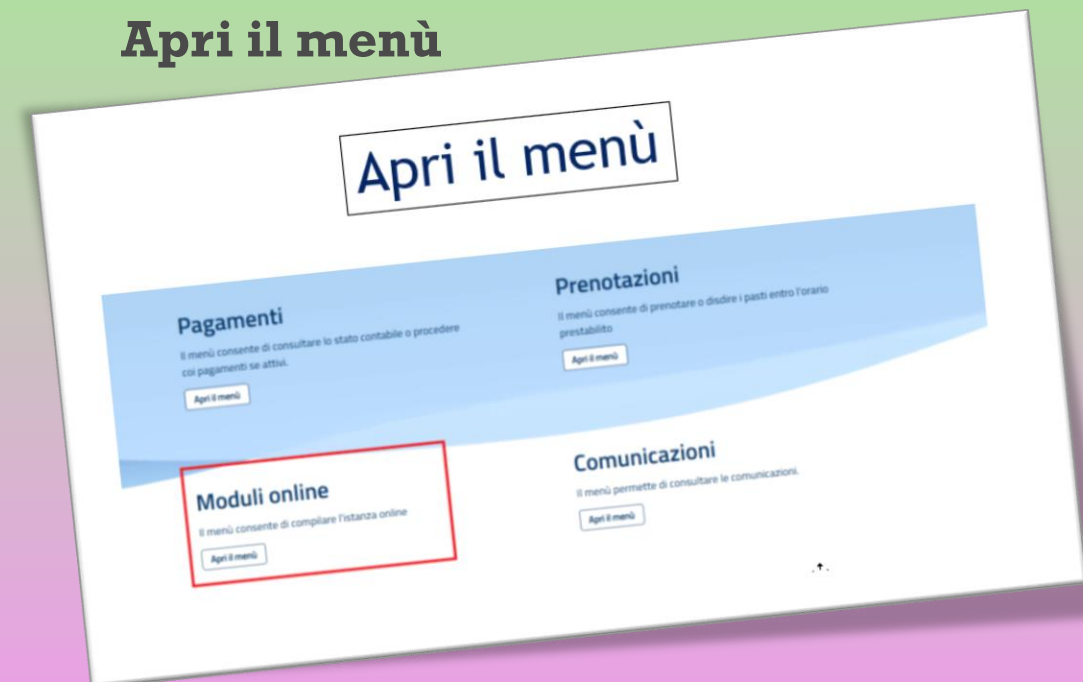 Apri il menù
Apri il menù
Pagamenti
Il menù consente di consultare lo stato contabile o procedere
coi pagamenti se attivi.
Apri il menù
Prenotazioni
Il menù consente di prenotare o disdire i pasti entro l'orario
prestabilito
Apri il menù
Moduli online
Il menù consente di compilare l'istanza online
Apri il menù
Comunicazioni
Il menù permette di consultare le comunicazioni.
Apri il menù